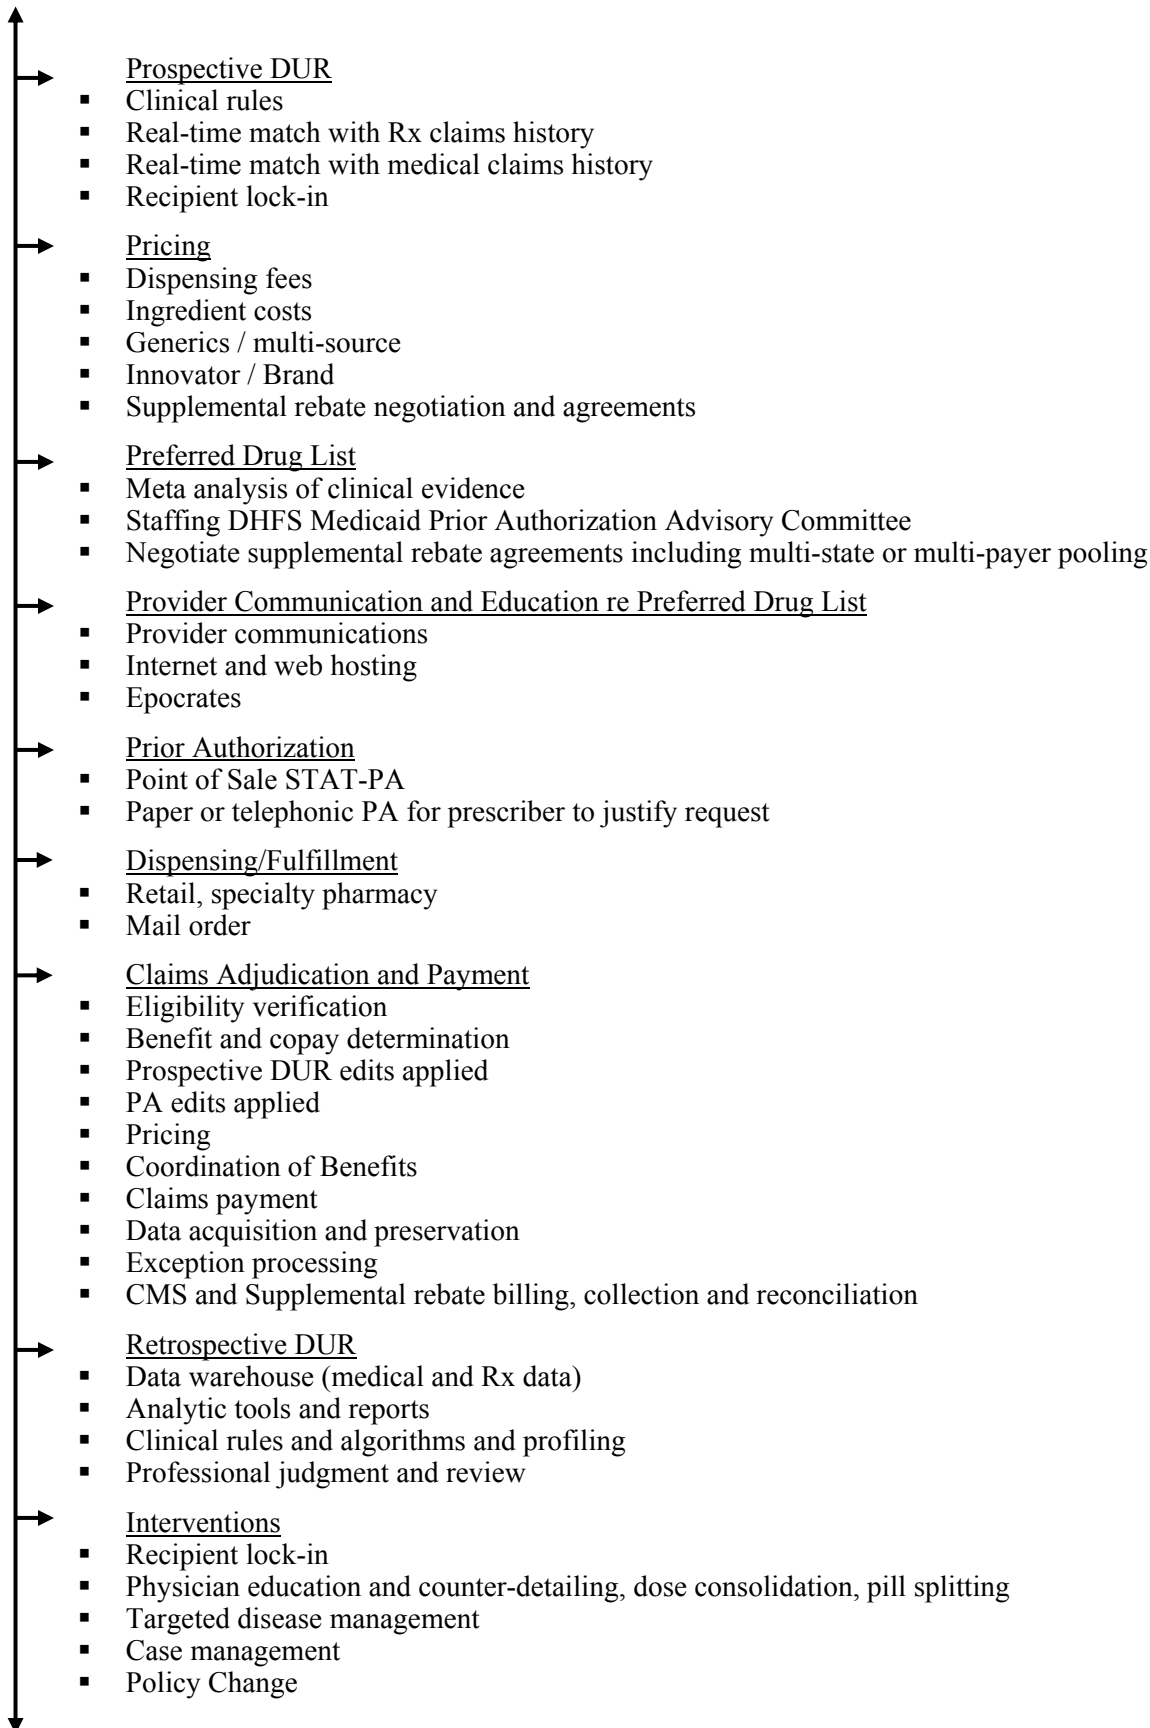 Prospective DUR
▪ Clinical rules
▪ Real-time match with Rx claims history
▪ Real-time match with medical claims history
▪ Recipient lock-in
Pricing
▪ Dispensing fees
▪ Ingredient costs
▪ Generics / multi-source
▪ Innovator / Brand
▪ Supplemental rebate negotiation and agreements
Preferred Drug List
▪ Meta analysis of clinical evidence
▪ Staffing DHFS Medicaid Prior Authorization Advisory Committee
▪ Negotiate supplemental rebate agreements including multi-state or multi-payer pooling
Provider Communication and Education re Preferred Drug List
▪ Provider communications
▪ Internet and web hosting
▪ Epocrates
Prior Authorization
▪ Point of Sale STAT-PA
▪ Paper or telephonic PA for prescriber to justify request
Dispensing/Fulfillment
▪ Retail, specialty pharmacy
▪ Mail order
Claims Adjudication and Payment
▪ Eligibility verification
▪ Benefit and copay determination
▪ Prospective DUR edits applied
▪ PA edits applied
▪ Pricing
▪ Coordination of Benefits
▪ Claims payment
▪ Data acquisition and preservation
▪ Exception processing
▪ CMS and Supplemental rebate billing, collection and reconciliation
Retrospective DUR
▪ Data warehouse (medical and Rx data)
▪ Analytic tools and reports
▪ Clinical rules and algorithms and profiling
▪ Professional judgment and review
Interventions
▪ Recipient lock-in
▪ Physician education and counter-detailing, dose consolidation, pill splitting
▪ Targeted disease management
▪ Case management
▪ Policy Change